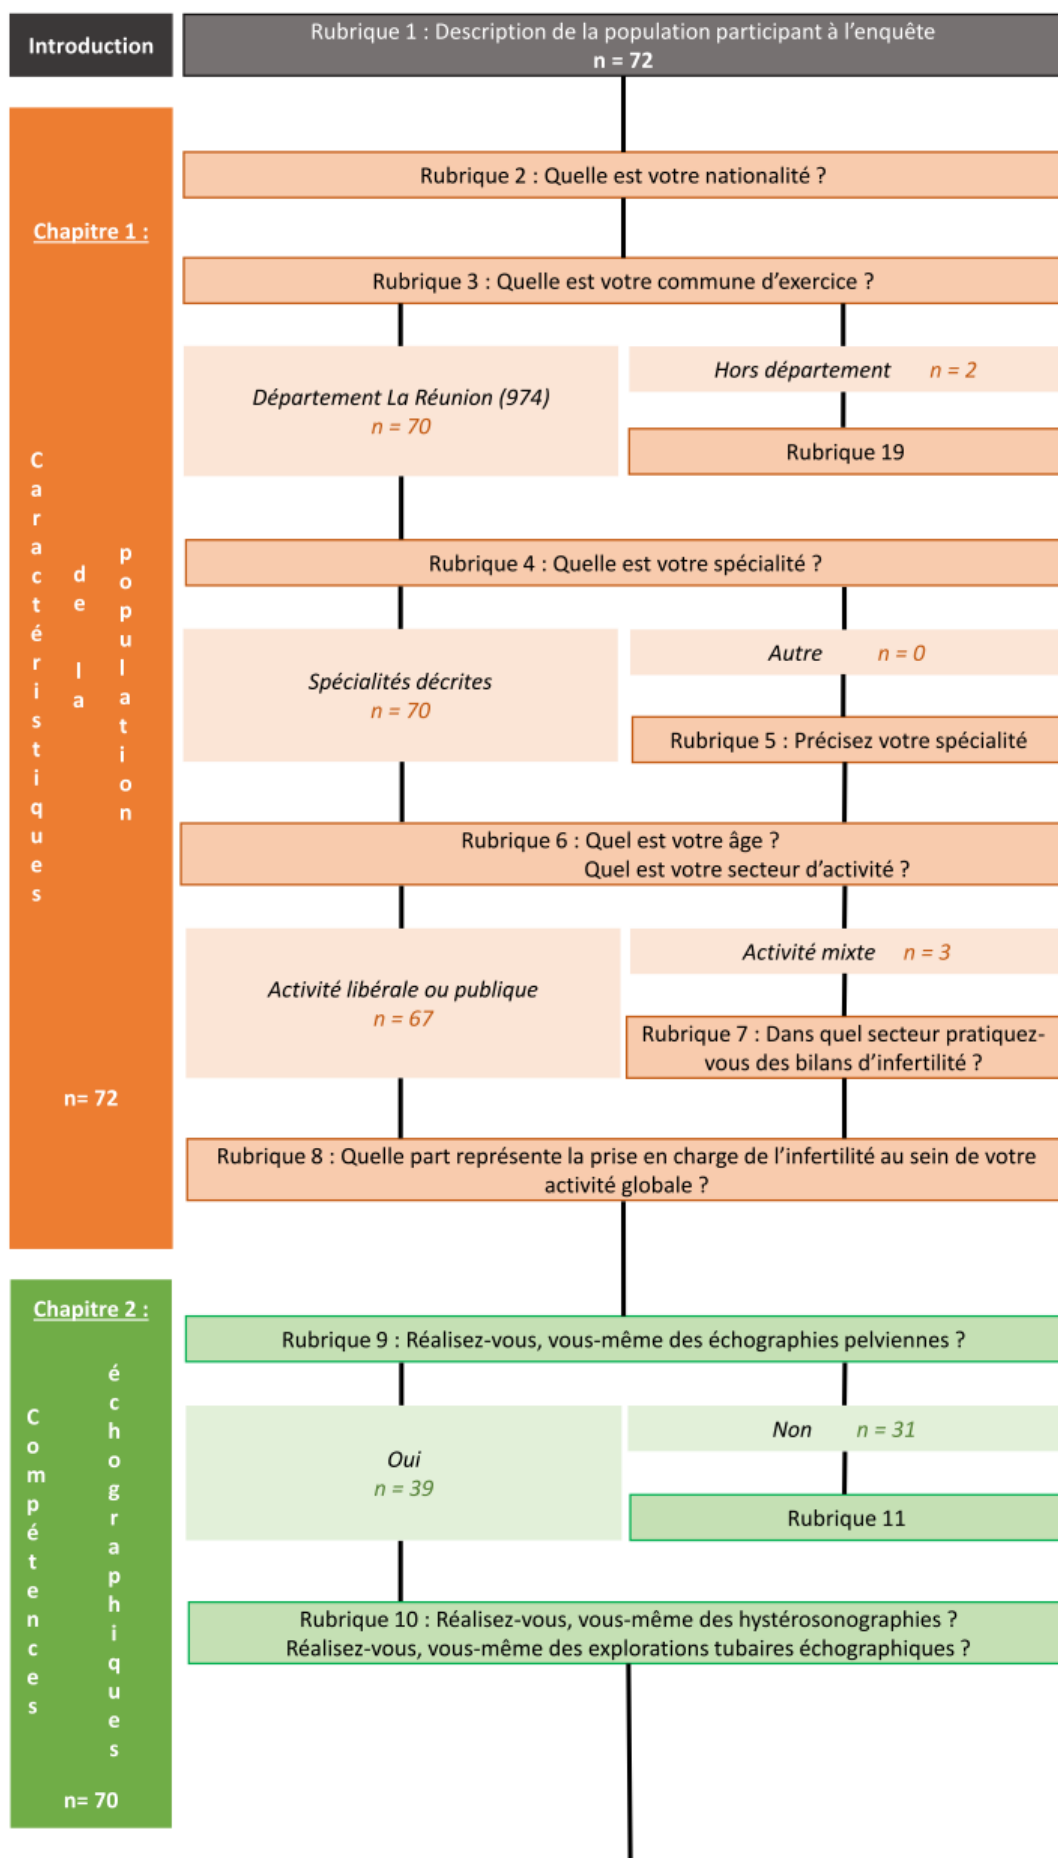 Introduction
Rubrique 1 : Description de la population participant à l'enquête
n = 72
Chapitre 1 :
Caractéristiques
de la
population
n= 72
Rubrique 2 : Quelle est votre nationalité ?
Rubrique 3 : Quelle est votre commune d'exercice ?
Département La Réunion (974)
n = 70
Hors département n = 2
Rubrique 19
Rubrique 4 : Quelle est votre spécialité ?
Spécialités décrites
n = 70
Autre n = 0
Rubrique 5 : Précisez votre spécialité
Rubrique 6 : Quel est votre âge ?
Quel est votre secteur d'activité ?
Activité libérale ou publique
n = 67
Activité mixte n = 3
Rubrique 7 : Dans quel secteur pratiquez-
vous des bilans d'infertilité ?
Rubrique 8 : Quelle part représente la prise en charge de l'infertilité au sein de votre
activité globale ?
Chapitre 2 :
Compétences
échographiques
n= 70
Rubrique 9 : Réalisez-vous, vous-même des échographies pelviennes ?
Oui
n = 39
Non n = 31
Rubrique 11
Rubrique 10 : Réalisez-vous, vous-même des hystérosonographies ?
Réalisez-vous, vous-même des explorations tubaires échographiques ?